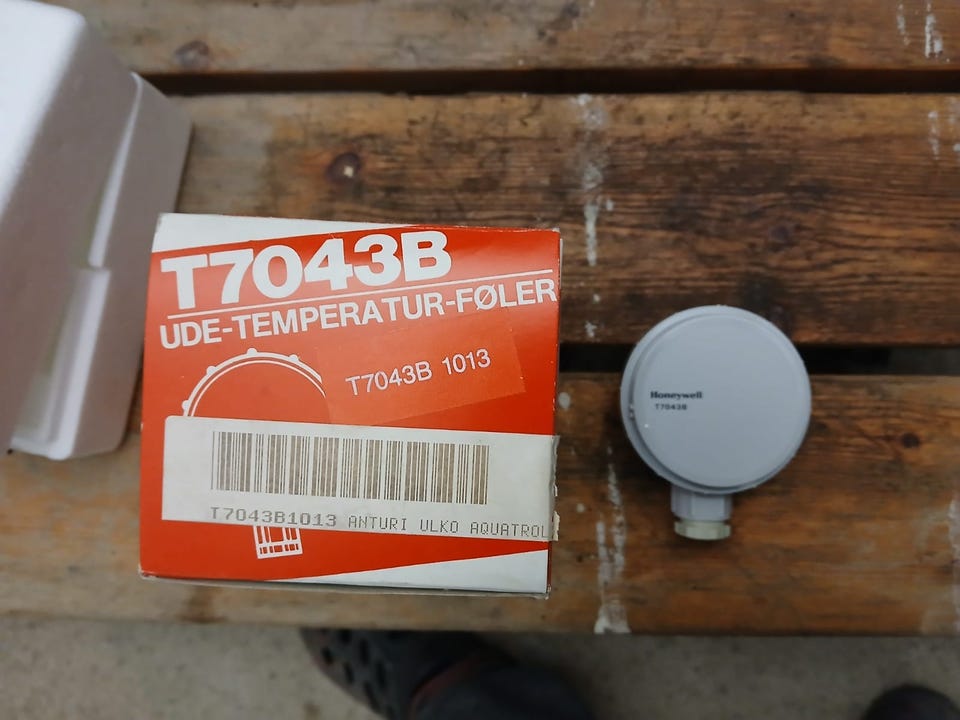 T7043B
UDE-TEMPERATUR-FØLER
T7043B 1013
T7043B1013 ANTURI ULKO AQUATROL
Honeywell
T7043B